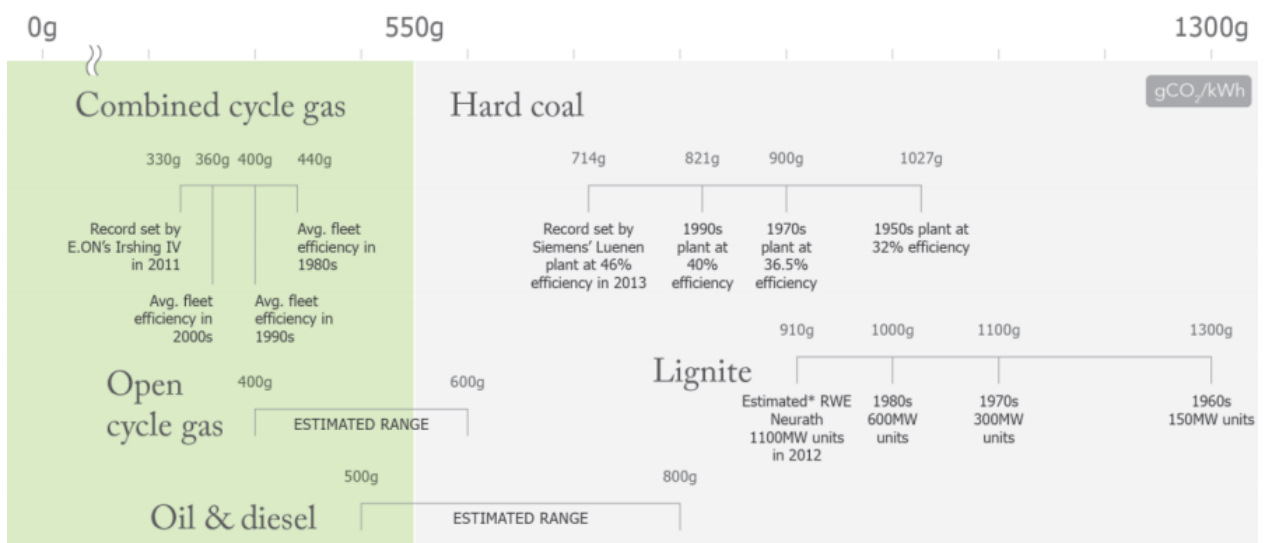 0g
550g
1300g
gCO₂/kWh
Combined cycle gas
330g
360g
400g
440g
Record set by
E.ON's Irshing IV
in 2011
Avg. fleet
efficiency in
1980s
Avg. fleet
efficiency in
2000s
Avg. fleet
efficiency in
1990s
Hard coal
714g
821g
900g
1027g
Record set by
Siemens' Luenen
plant at 46%
efficiency in 2013
1990s
plant at
40%
efficiency
1970s
plant at
36.5%
efficiency
1950s plant at
32% efficiency
Lignite
910g
1000g
1100g
1300g
Estimated* RWE
Neurath
1100MW units
in 2012
1980s
600MW
units
1970s
300MW
units
1960s
150MW units
Open
cycle gas
400g
600g
ESTIMATED RANGE
Oil & diesel
500g
800g
ESTIMATED RANGE